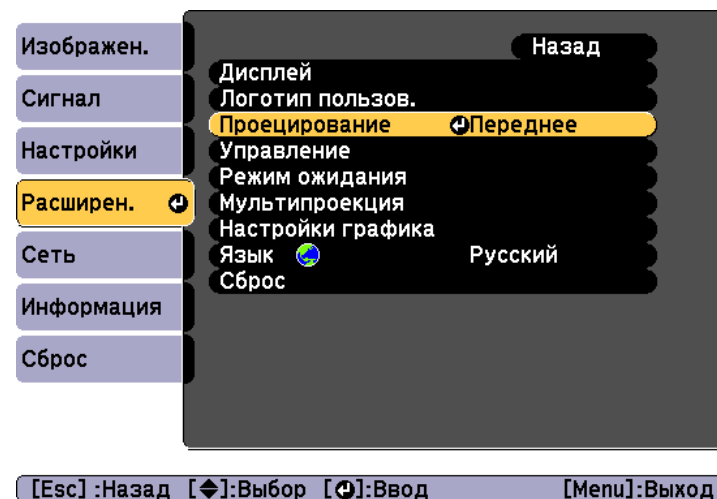 Изображен.
Сигнал
Настройки
Расширен.
Сеть
Информация
Сброс
Назад
Дисплей
Логотип пользов.
Проецирование Переднее
Управление
Режим ожидания
Мультипроекция
Настройки графика
Язык Русский
Сброс
[Esc] :Назад [◆]:Выбор [⏎]:Ввод [Menu]:Выход